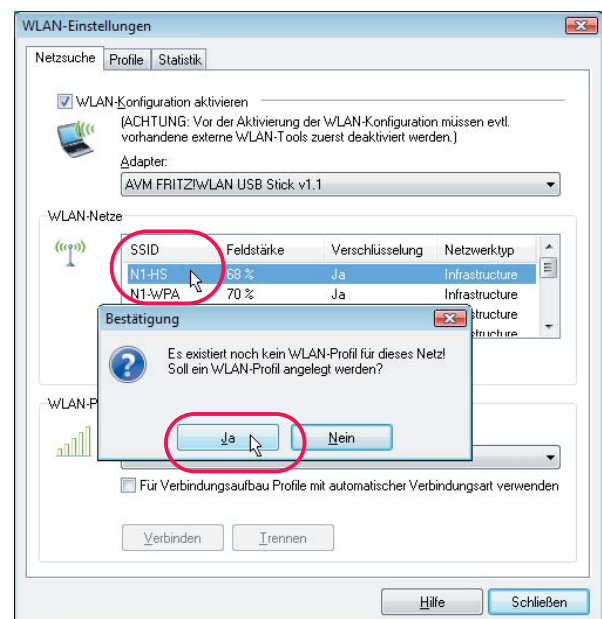 WLAN-Einstellungen
Netzsuche Profile Statistik
WLAN-Konfiguration aktivieren
(ACHTUNG: Vor der Aktivierung der WLAN-Konfiguration müssen evtl.
vorhandene externe WLAN-Tools zuerst deaktiviert werden.)
Adapter:
AVM FRITZ!WLAN USB Stick v1.1
WLAN-Netze
SSID Feldstärke Verschlüsselung Netzwerktyp
N1-HS 68 % Ja Infrastructure
N1-WPA 70 % Ja Infrastructure
Bestätigung
Es existiert noch kein WLAN-Profil für dieses Netz!
Soll ein WLAN-Profil angelegt werden?
WLAN-P
Ja Nein
Für Verbindungsaufbau Profile mit automatischer Verbindungsart verwenden
Verbinden Trennen
Hilfe Schließen